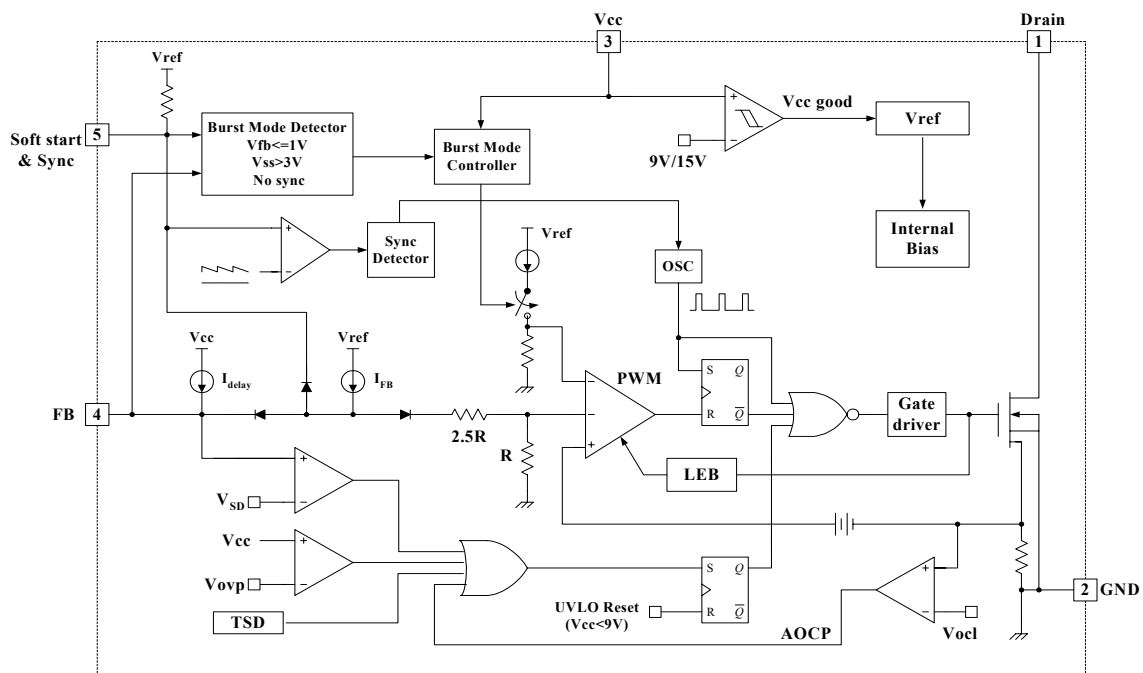 Vcc
Drain
3
1
Vref
5
Soft start
& Sync
Burst Mode Detector
Vfb<=1V
Vss>3V
No sync
Burst Mode
Controller
+
−
9V/15V
Vcc good
Vref
Internal
Bias
+
−
Sync
Detector
Vref
OSC
Vcc
Idelay
Vref
IFB
FB
4
2.5R
R
−
−
+
PWM
S Q
R Q̅
Gate
driver
LEB
+
−
VSD
Vcc
+
Vovp
−
TSD
S Q
R Q̅
UVLO Reset
(Vcc<9V)
AOCP
+
−
Vocl
2
GND